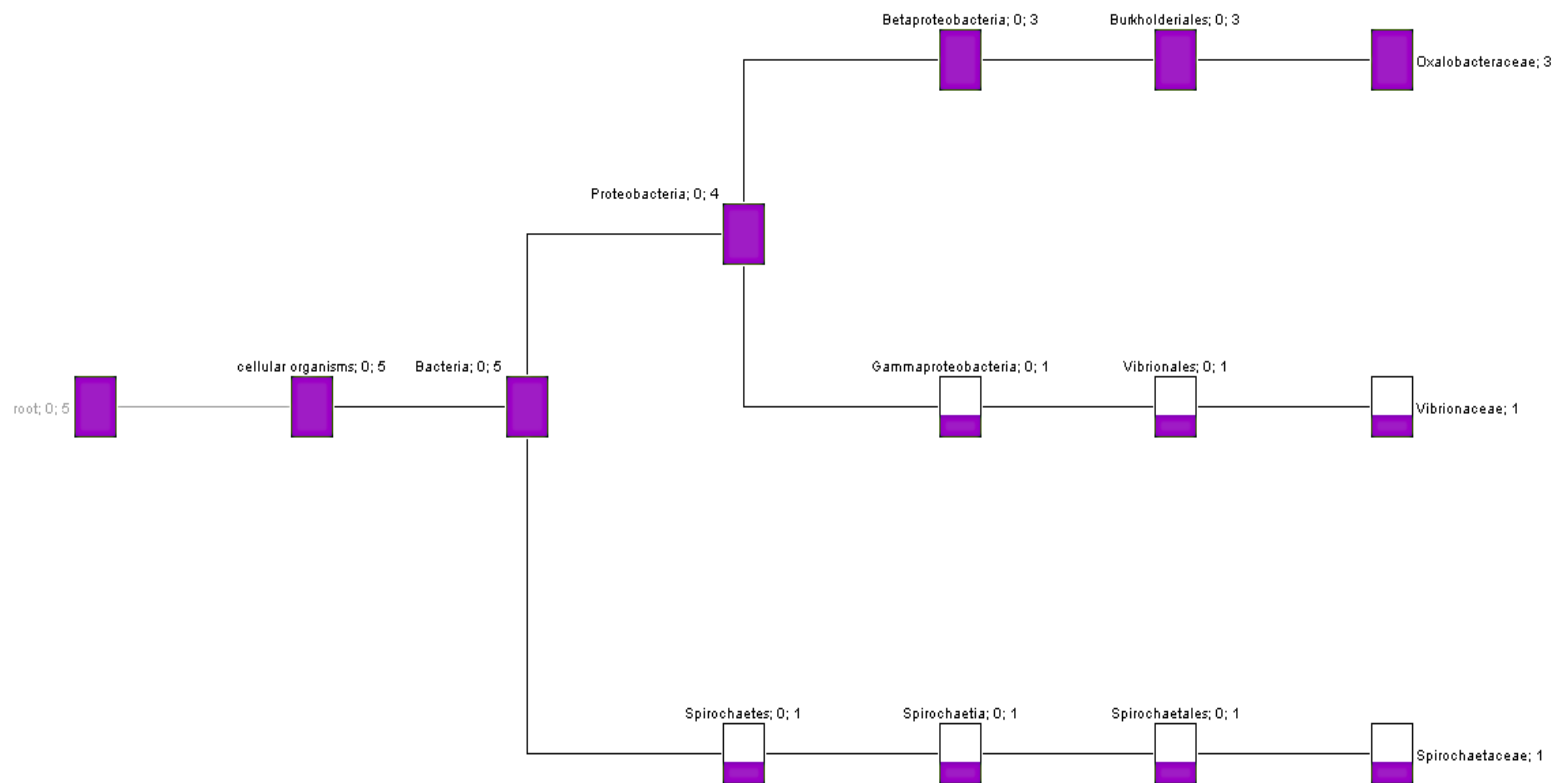 Betaproteobacteria; 0; 3
Burkholderiales; 0; 3
Oxalobacteraceae; 3
Proteobacteria; 0; 4
cellular organisms; 0; 5
Bacteria; 0; 5
Gammaproteobacteria; 0; 1
Vibrionales; 0; 1
root; 0; 5
Vibrionaceae; 1
Spirochaetes; 0; 1
Spirochaetia; 0; 1
Spirochaetales; 0; 1
Spirochaetaceae; 1